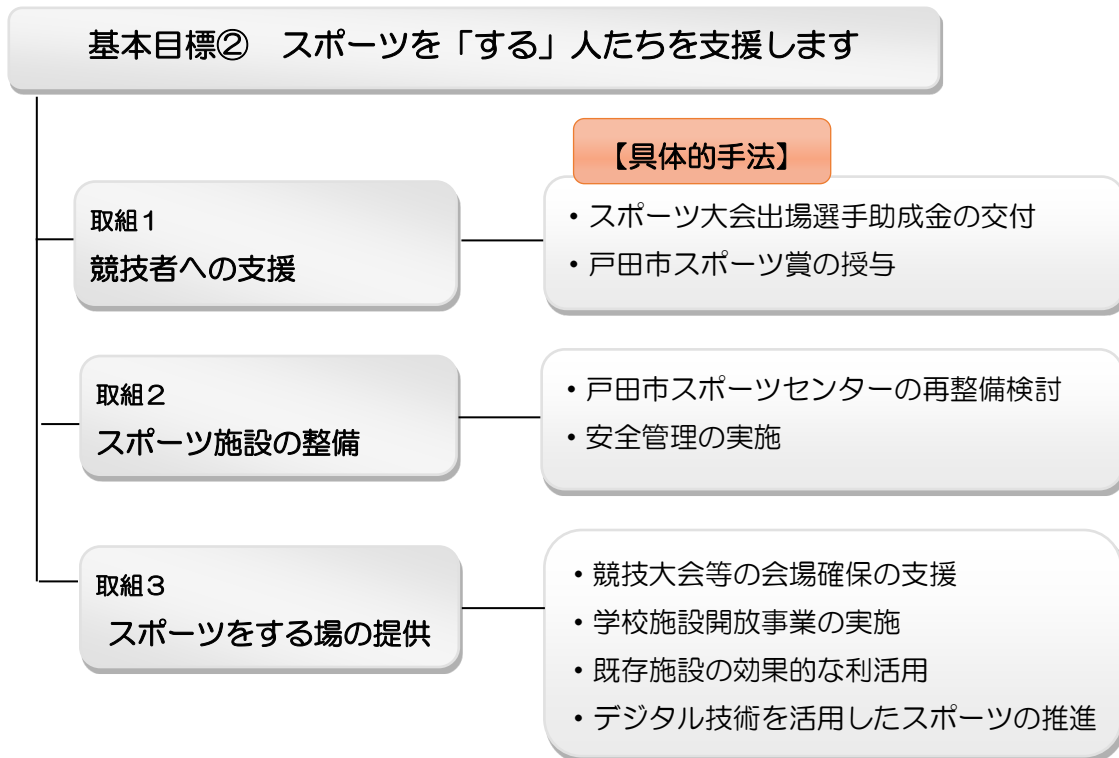 基本目標②　スポーツを「する」人たちを支援します
【具体的手法】
取組１
競技者への支援
・スポーツ大会出場選手助成金の交付
・戸田市スポーツ賞の授与
取組２
スポーツ施設の整備
・戸田市スポーツセンターの再整備検討
・安全管理の実施
取組３
スポーツをする場の提供
・競技大会等の会場確保の支援
・学校施設開放事業の実施
・既存施設の効果的な利活用
・デジタル技術を活用したスポーツの推進